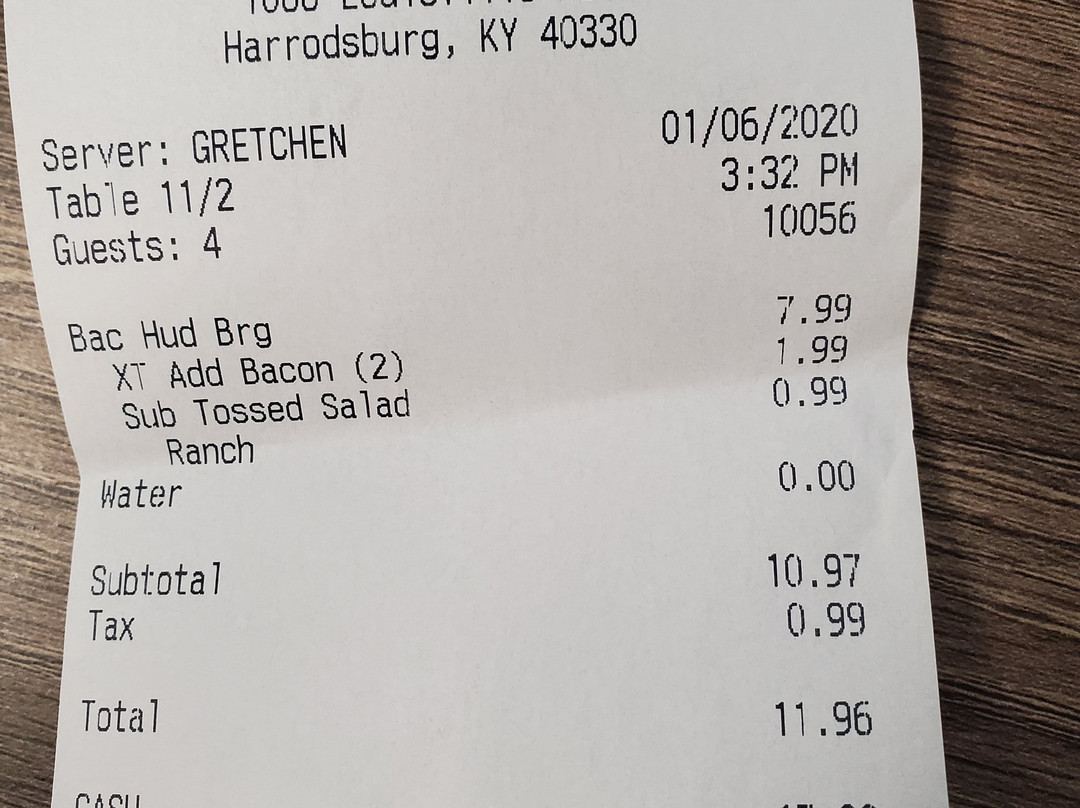 Harrodsburg, KY 40330
Server: GRETCHEN 01/06/2020
Table 11/2 3:32 PM
Guests: 4 10056
Bac Hud Brg 7.99
XT Add Bacon (2) 1.99
Sub Tossed Salad 0.99
Ranch
Water 0.00
Subtotal 10.97
Tax 0.99
Total 11.96
CASH